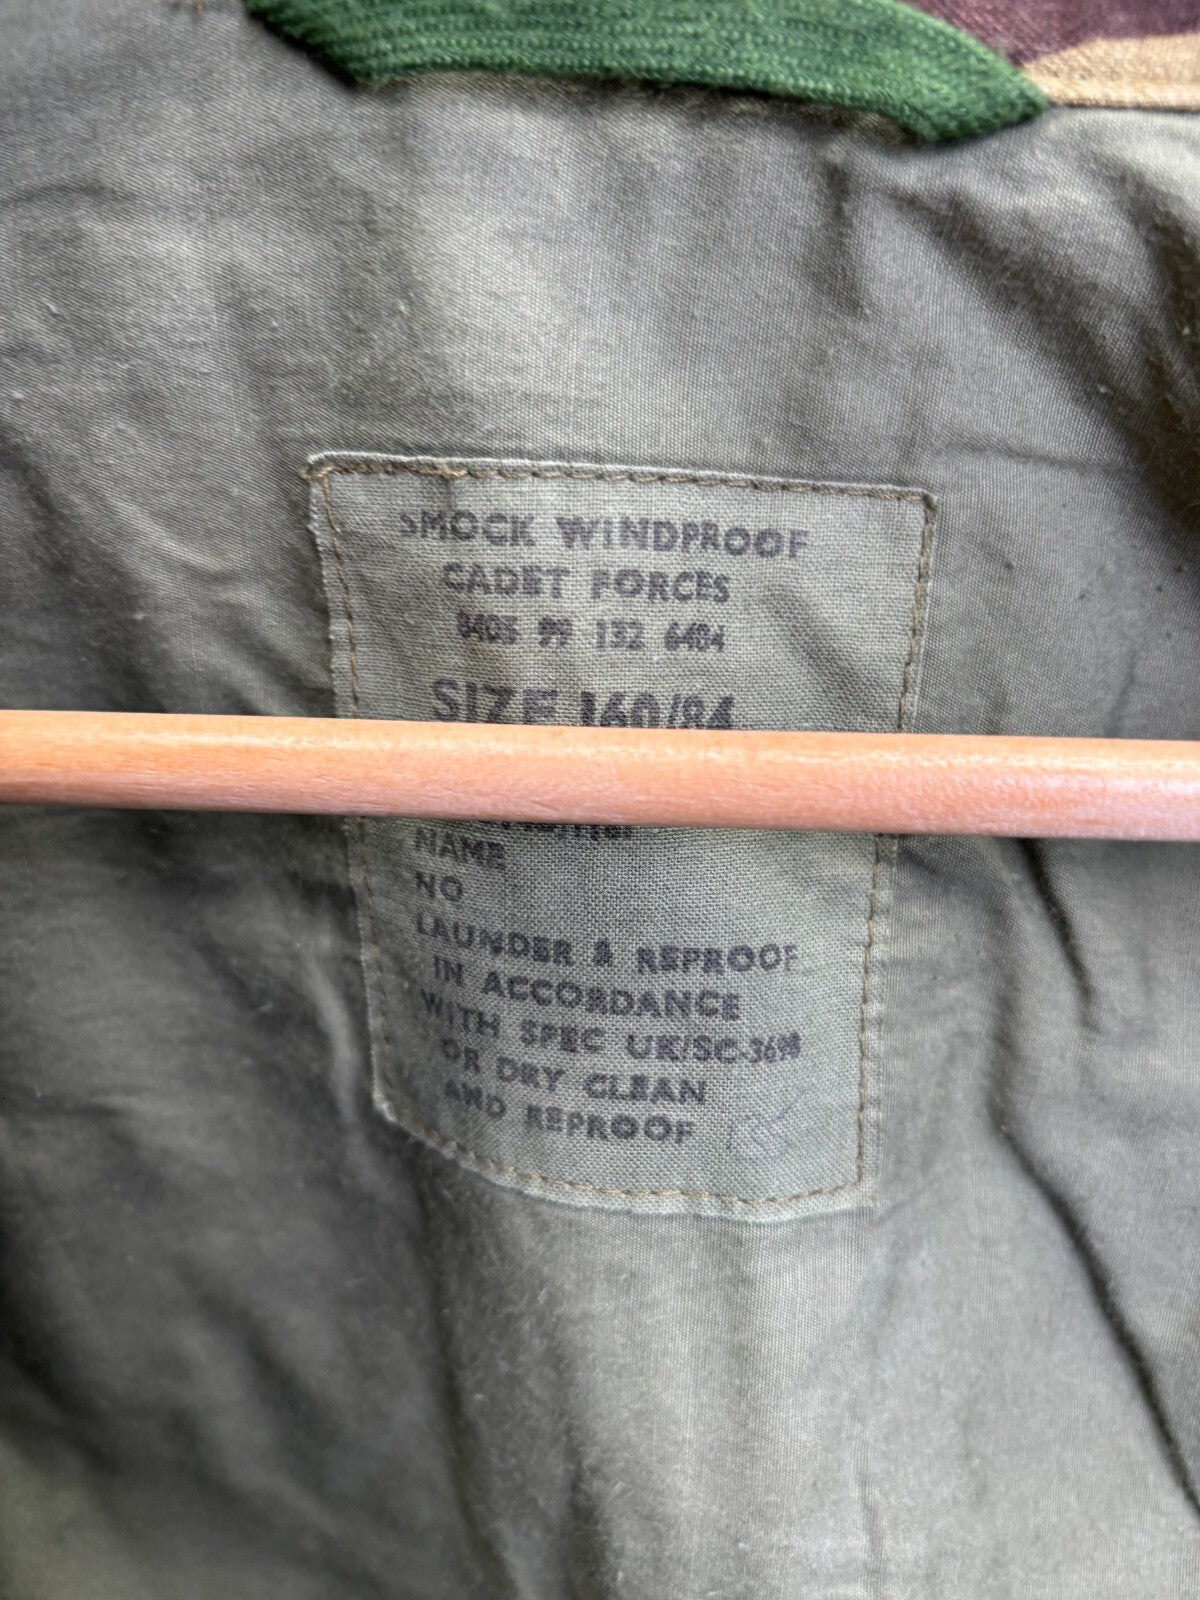 SMOCK WINDPROOF
CADET FORCES
8405 99 132 6484
SIZE 160/84
NAME
NO
LAUNDER & REPROOF
IN ACCORDANCE
WITH SPEC UK/SC-3698
OR DRY CLEAN
AND REPROOF